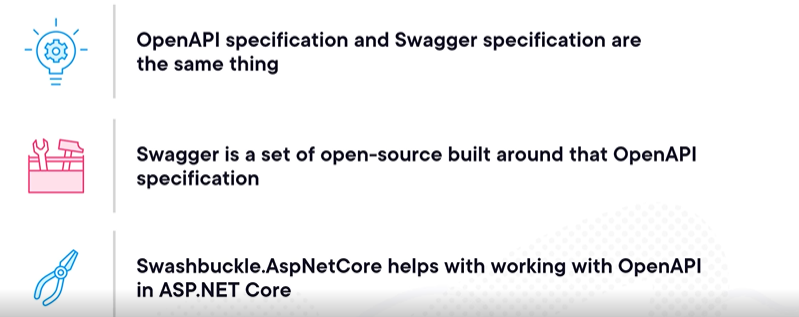 OpenAPI specification and Swagger specification are
the same thing
Swagger is a set of open-source built around that OpenAPI
specification
Swashbuckle.AspNetCore helps with working with OpenAPI
in ASP.NET Core